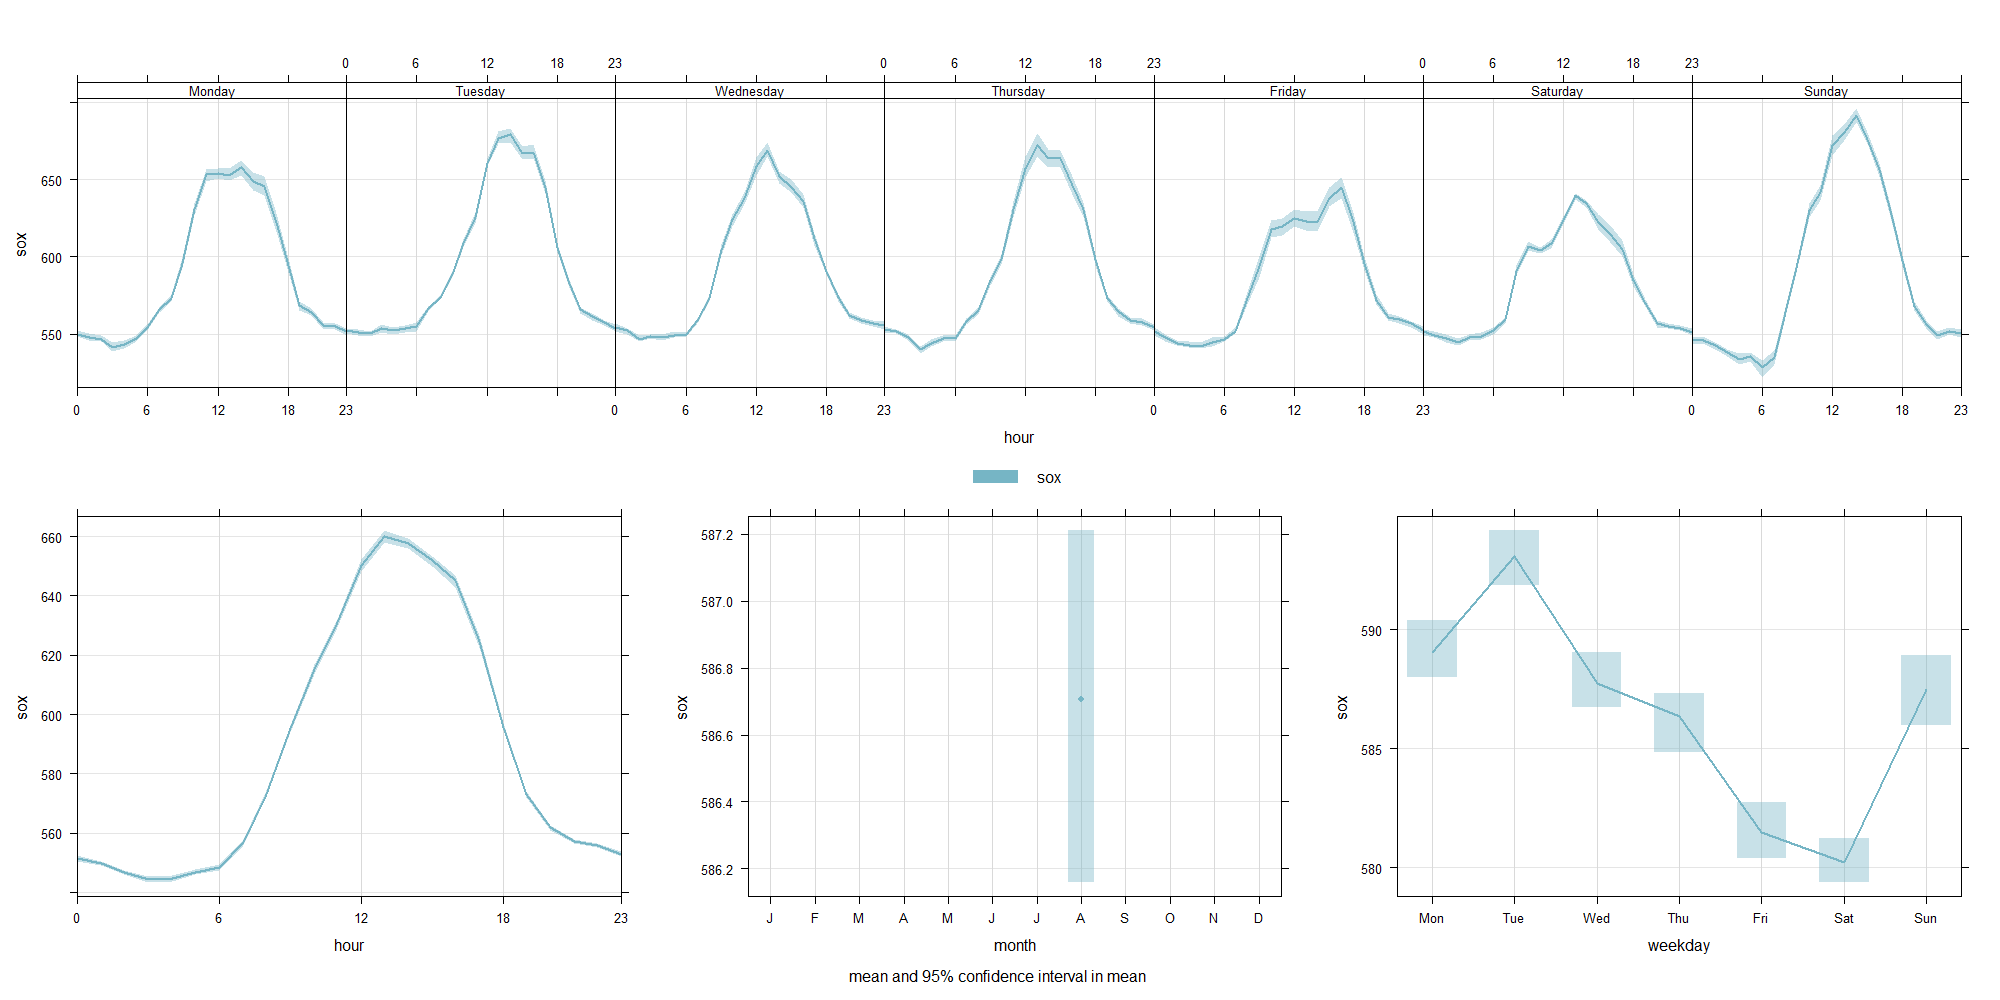 0 6 12 18 23 0 6 12 18 23 0 6 12 18 23
Monday Tuesday Wednesday Thursday Friday Saturday Sunday
650
600
550
sox
0 6 12 18 23 0 6 12 18 23 0 6 12 18 23 0 6 12 18 23
hour
sox
660
640
620
600
580
560
sox
0 6 12 18 23
hour
587.2
587.0
586.8
586.6
586.4
586.2
sox
J F M A M J J A S O N D
month
590
585
580
sox
Mon Tue Wed Thu Fri Sat Sun
weekday
mean and 95% confidence interval in mean